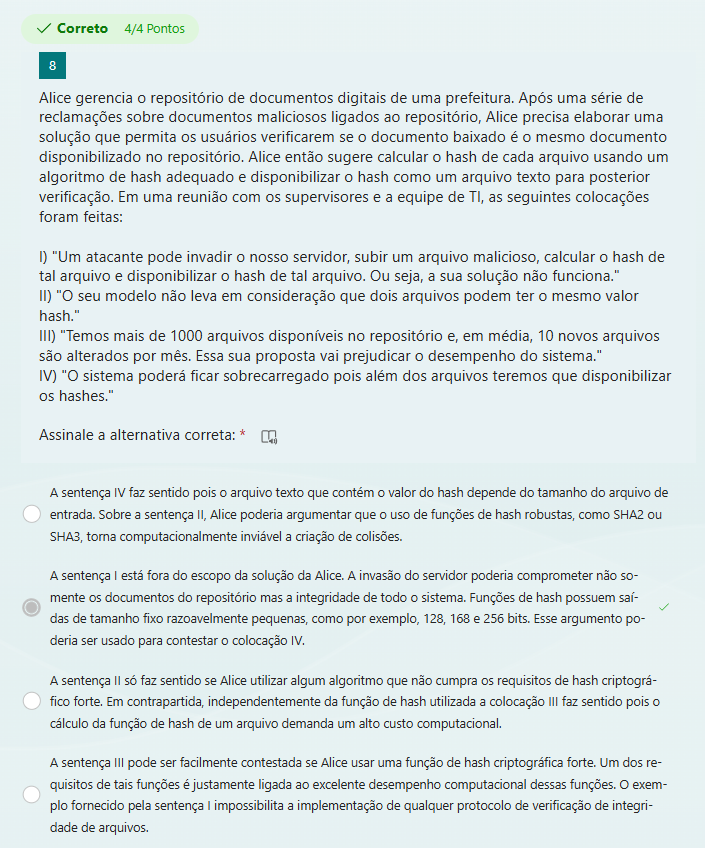 Correto 4/4 Pontos
8
Alice gerencia o repositório de documentos digitais de uma prefeitura. Após uma série de
reclamações sobre documentos maliciosos ligados ao repositório, Alice precisa elaborar uma
solução que permita os usuários verificarem se o documento baixado é o mesmo documento
disponibilizado no repositório. Alice então sugere calcular o hash de cada arquivo usando um
algoritmo de hash adequado e disponibilizar o hash como um arquivo texto para posterior
verificação. Em uma reunião com os supervisores e a equipe de TI, as seguintes colocações
foram feitas:
I) "Um atacante pode invadir o nosso servidor, subir um arquivo malicioso, calcular o hash de
tal arquivo e disponibilizar o hash de tal arquivo. Ou seja, a sua solução não funciona."
II) "O seu modelo não leva em consideração que dois arquivos podem ter o mesmo valor
hash."
III) "Temos mais de 1000 arquivos disponíveis no repositório e, em média, 10 novos arquivos
são alterados por mês. Essa sua proposta vai prejudicar o desempenho do sistema."
IV) "O sistema poderá ficar sobrecarregado pois além dos arquivos teremos que disponibilizar
os hashes."
Assinale a alternativa correta: *
A sentença IV faz sentido pois o arquivo texto que contém o valor do hash depende do tamanho do arquivo de
entrada. Sobre a sentença II, Alice poderia argumentar que o uso de funções de hash robustas, como SHA2 ou
SHA3, torna computacionalmente inviável a criação de colisões.
A sentença I está fora do escopo da solução da Alice. A invasão do servidor poderia comprometer não so-
mente os documentos do repositório mas a integridade de todo o sistema. Funções de hash possuem saí-
das de tamanho fixo razoavelmente pequenas, como por exemplo, 128, 168 e 256 bits. Esse argumento po-
deria ser usado para contestar o colocação IV.
A sentença II só faz sentido se Alice utilizar algum algoritmo que não cumpra os requisitos de hash criptográ-
fico forte. Em contrapartida, independentemente da função de hash utilizada a colocação III faz sentido pois o
cálculo da função de hash de um arquivo demanda um alto custo computacional.
A sentença III pode ser facilmente contestada se Alice usar uma função de hash criptográfica forte. Um dos re-
quisitos de tais funções é justamente ligada ao excelente desempenho computacional dessas funções. O exem-
plo fornecido pela sentença I impossibilita a implementação de qualquer protocolo de verificação de integri-
dade de arquivos.